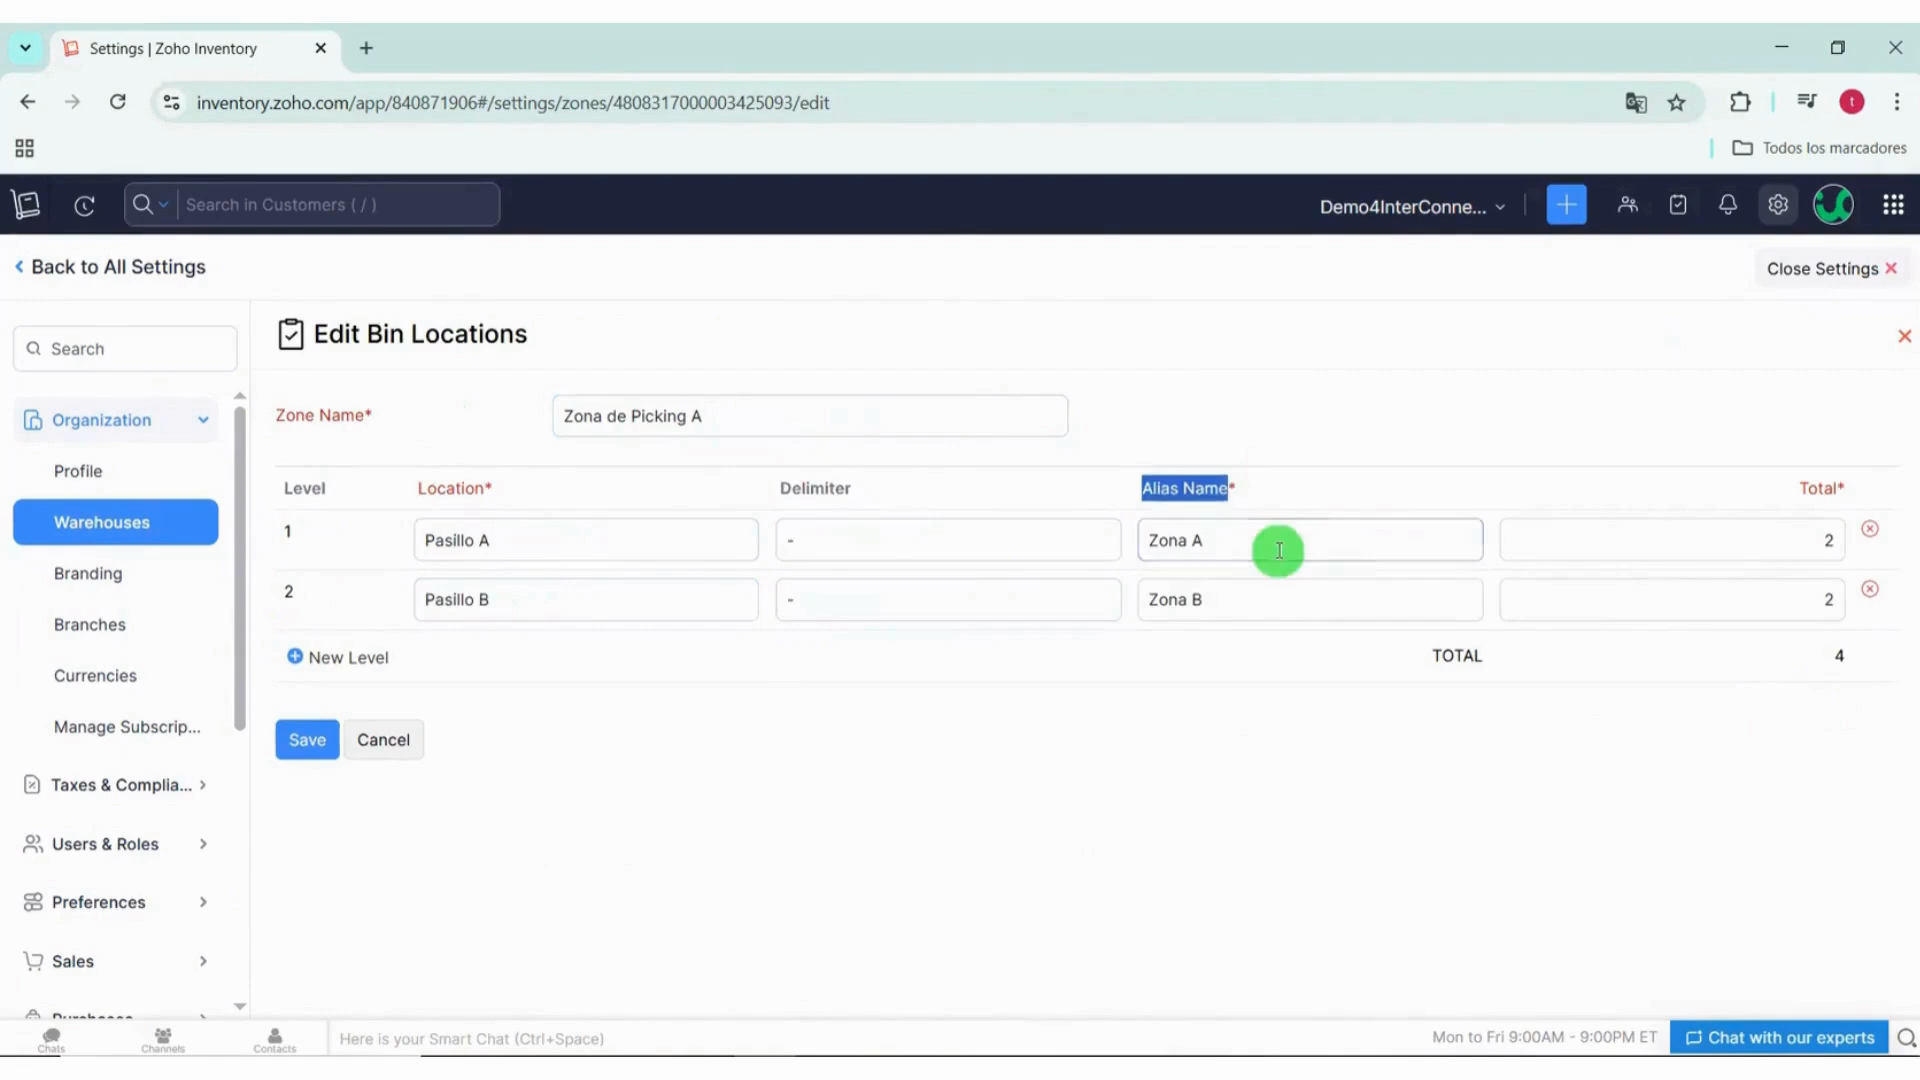 Settings | Zoho Inventory
inventory.zoho.com/app/840871906#/settings/zones/4808317000003425093/edit
t
Todos los marcadores
Search in Customers ( / )
Demo4InterConne...
Back to All Settings
Close Settings
Search
Edit Bin Locations
Organization
Zone Name*
Zona de Picking A
Profile
Level
Location*
Delimiter
Alias Name*
Total*
Warehouses
1
Pasillo A
-
Zona A
2
Branding
2
Pasillo B
-
Zona B
2
Branches
New Level
TOTAL
4
Currencies
Manage Subscrip...
Save
Cancel
Taxes & Complia...
Users & Roles
Preferences
Sales
Purchases
Chats
Channels
Contacts
Here is your Smart Chat (Ctrl+Space)
Mon to Fri 9:00AM - 9:00PM ET
Chat with our experts